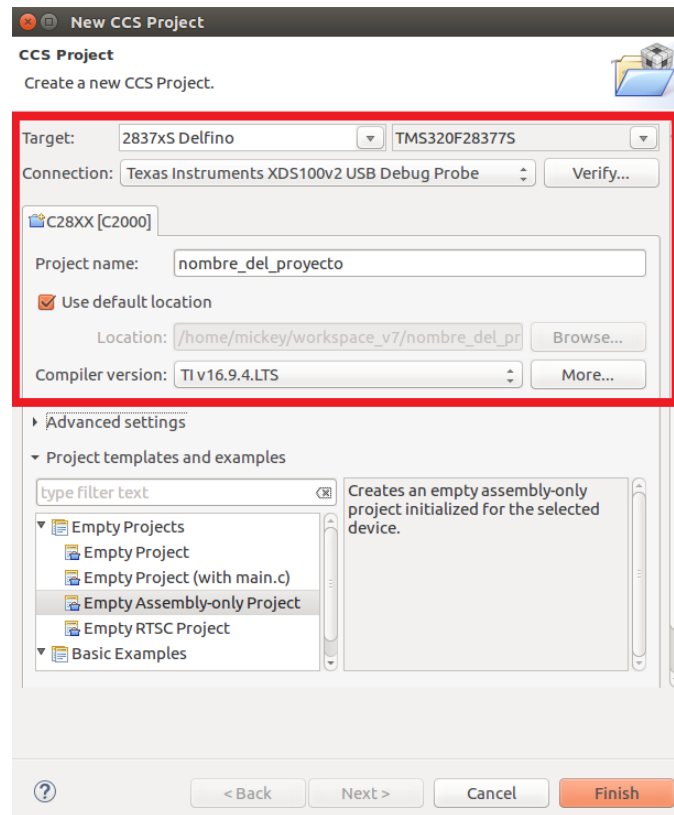 New CCS Project
CCS Project
Create a new CCS Project.
Target: 2837xS Delfino TMS320F28377S
Connection: Texas Instruments XDS100v2 USB Debug Probe Verify...
C28XX [C2000]
Project name: nombre_del_proyecto
Use default location
Location: /home/mickey/workspace_v7/nombre_del_pr Browse...
Compiler version: TI v16.9.4.LTS More...
Advanced settings
Project templates and examples
type filter text
Creates an empty assembly-only
project initialized for the selected
device.
Empty Projects
Empty Project
Empty Project (with main.c)
Empty Assembly-only Project
Empty RTSC Project
Basic Examples
? < Back Next > Cancel Finish